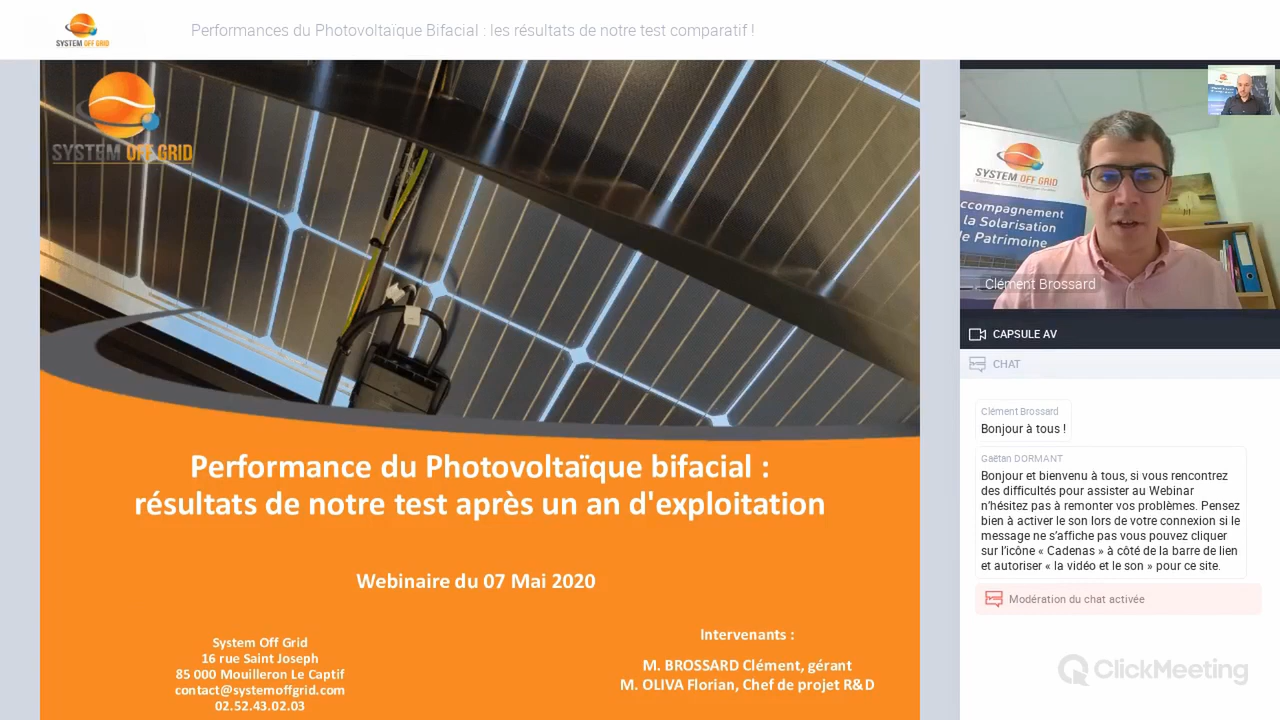 SYSTEM OFF GRID
Performances du Photovoltaïque Bifacial : les résultats de notre test comparatif !
SYSTEM OFF GRID
Performance du Photovoltaïque bifacial :
résultats de notre test après un an d'exploitation
Webinaire du 07 Mai 2020
System Off Grid
16 rue Saint Joseph
85 000 Mouilleron Le Captif
contact@systemoffgrid.com
02.52.43.02.03
Intervenants :
M. BROSSARD Clément, gérant
M. OLIVA Florian, Chef de projet R&D
SYSTEM OFF GRID
ccompagnement
la Solarisation
de Patrimoine
Clément Brossard
CAPSULE AV
CHAT
Clément Brossard
Bonjour à tous !
Gaëtan DORMANT
Bonjour et bienvenu à tous, si vous rencontrez
des difficultés pour assister au Webinar
n'hésitez pas à remonter vos problèmes. Pensez
bien à activer le son lors de votre connexion si le
message ne s'affiche pas vous pouvez cliquer
sur l'icône « Cadenas » à côté de la barre de lien
et autoriser « la vidéo et le son » pour ce site.
Modération du chat activée
ClickMeeting